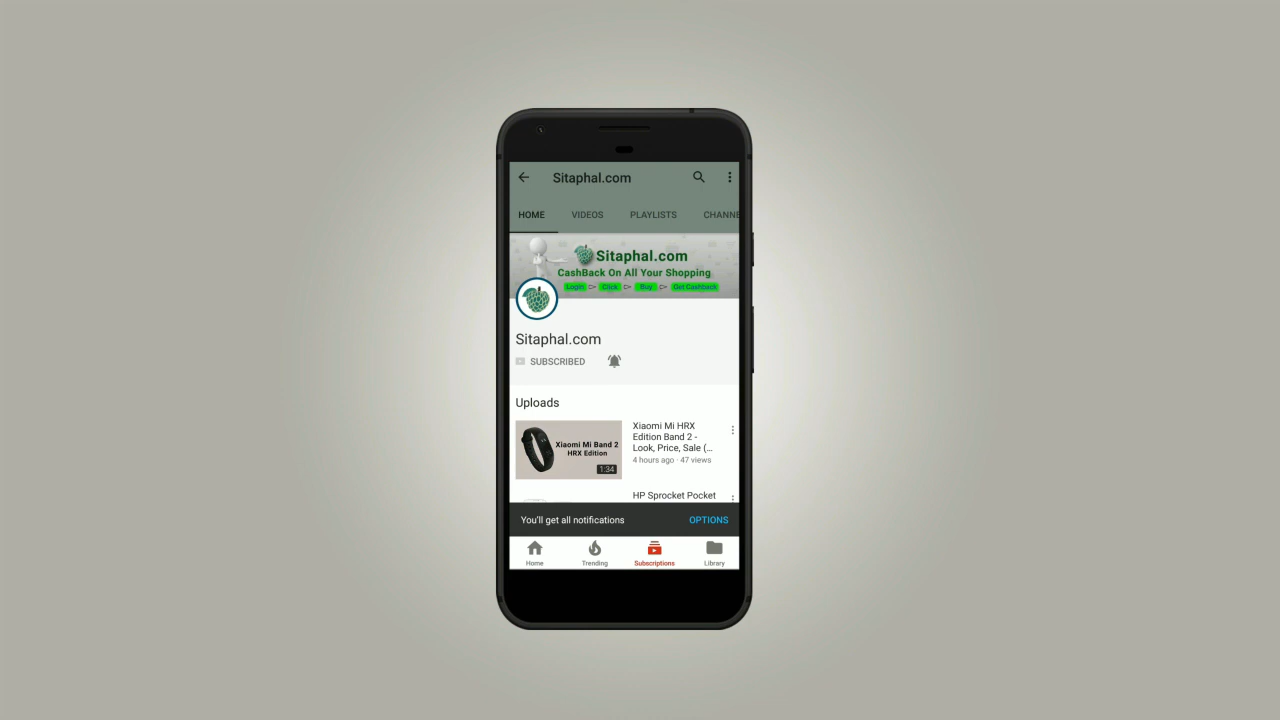 Sitaphal.com
HOME VIDEOS PLAYLISTS CHANNE
Sitaphal.com
CashBack On All Your Shopping
Login Click Buy Get Cashback
Sitaphal.com
SUBSCRIBED
Uploads
Xiaomi Mi Band 2
HRX Edition
1:34
Xiaomi Mi HRX
Edition Band 2 -
Look, Price, Sale (...
4 hours ago · 47 views
HP Sprocket Pocket
You'll get all notifications OPTIONS
Home Trending Subscriptions Library